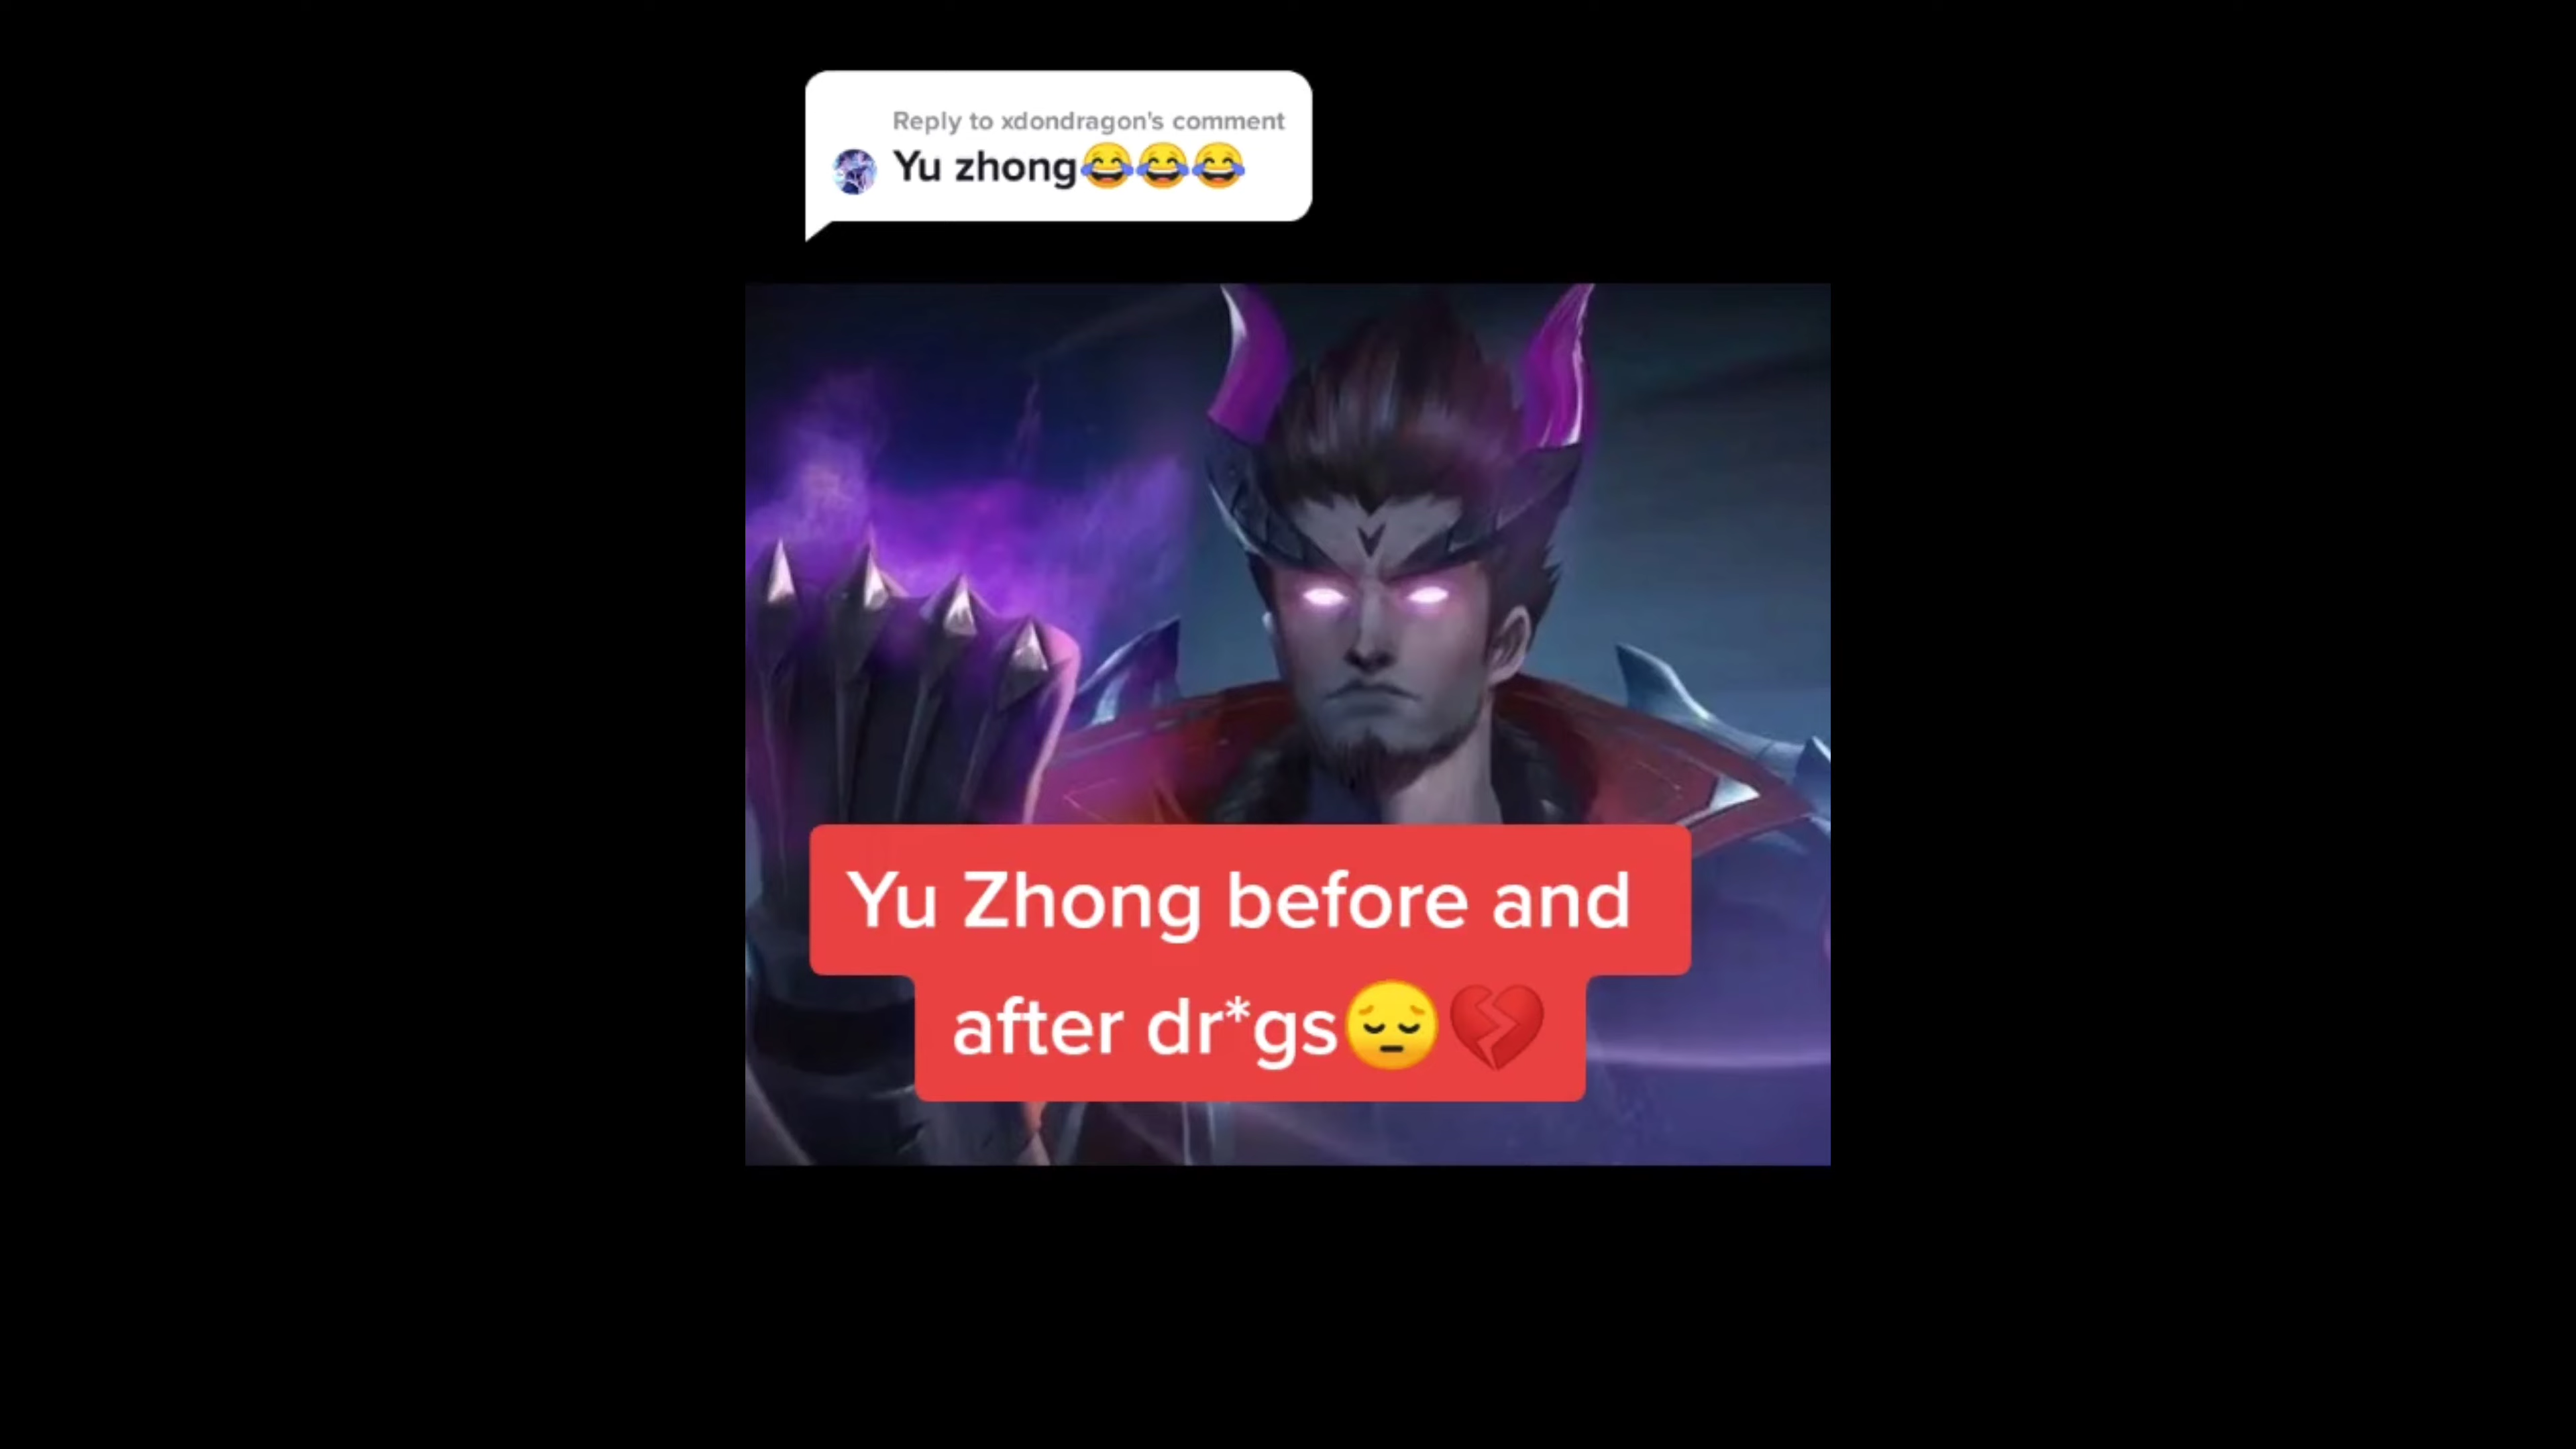 Reply to xdondragon's comment
Yu zhong😂😂😂
Yu Zhong before and
after dr*gs😔💔